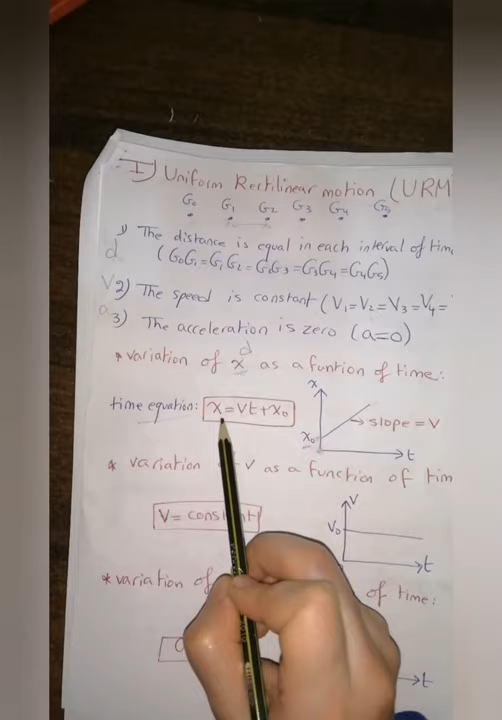 I) Uniform Rectilinear motion (URM
G₀ G₁ G₂ G₃ G₄ G₅
1) The distance is equal in each interval of tim
d (G₀G₁=G₁G₂=G₂G₃=G₃G₄=G₄G₅)
V 2) The speed is constant (V₁=V₂=V₃=V₄=
a 3) The acceleration is zero (a=0)
d
* variation of x as a funtion of time:
time equation: x=Vt+x₀
x
x₀
→ slope = V
t
* variation V as a function of tim
V = constant
V
V₀
t
* variation of of time:
t